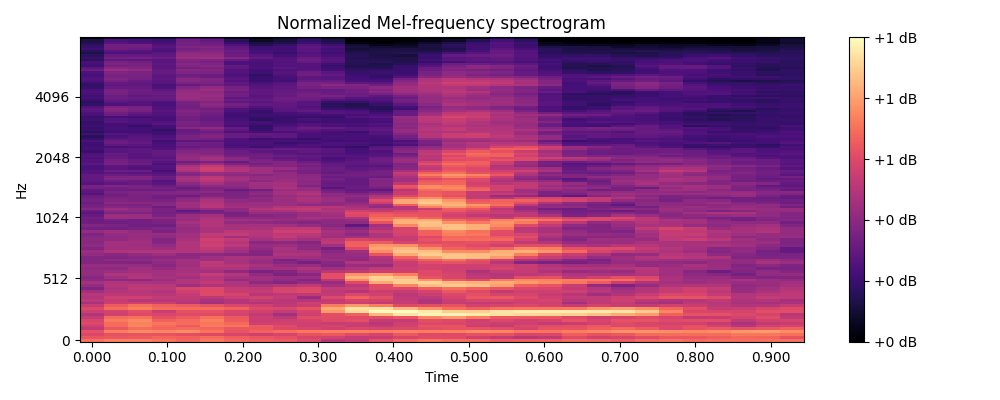 Normalized Mel-frequency spectrogram
Hz
4096
2048
1024
512
0
0.000 0.100 0.200 0.300 0.400 0.500 0.600 0.700 0.800 0.900
Time
+1 dB
+1 dB
+1 dB
+0 dB
+0 dB
+0 dB